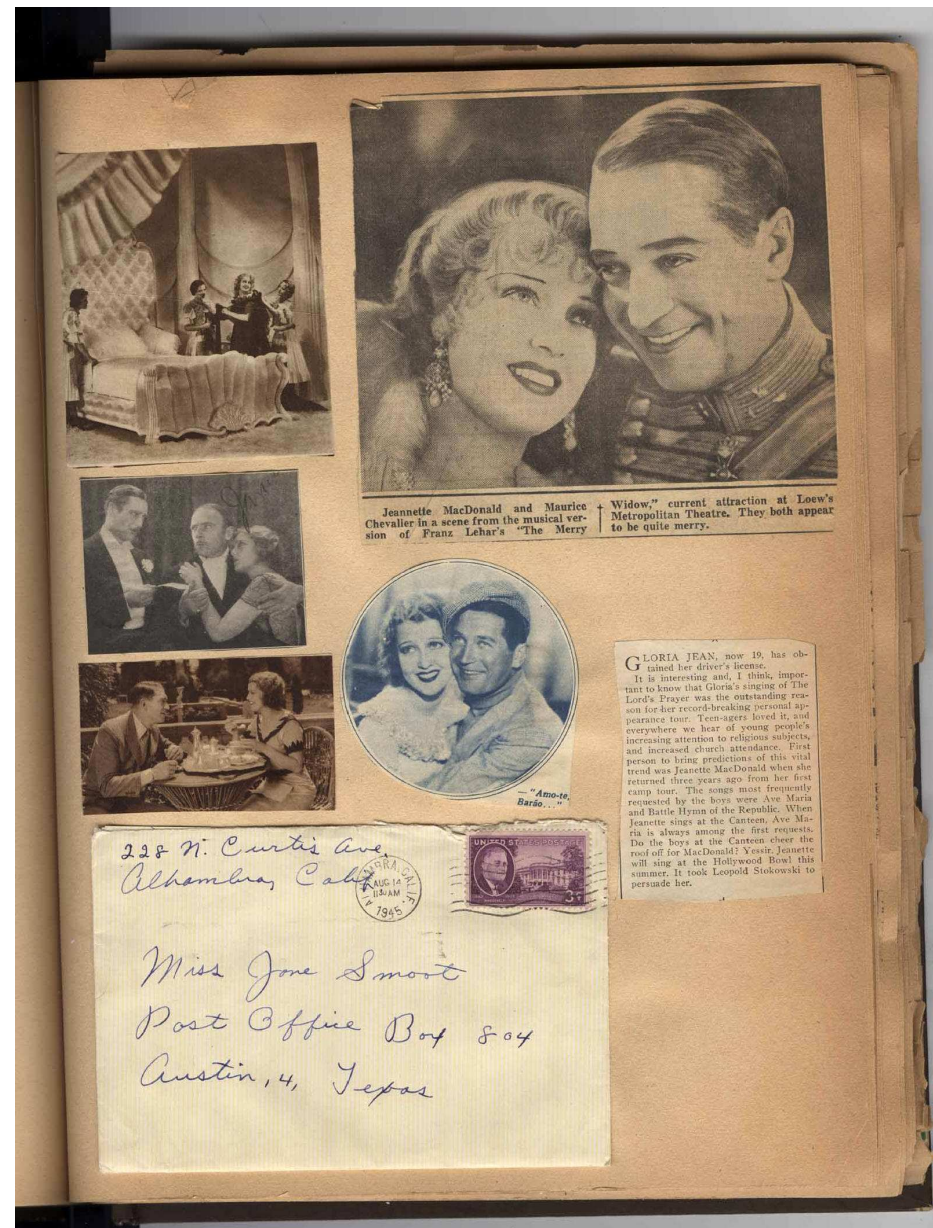 Jeannette MacDonald and Maurice
Chevalier in a scene from the musical ver-
sion of Franz Lehar's "The Merry
Widow," current attraction at Loew's
Metropolitan Theatre. They both appear
to be quite merry.
— "Amo-te,
Barão..."
GLORIA JEAN, now 19, has ob-
tained her driver's license.
It is interesting and, I think, impor-
tant to know that Gloria's singing of The
Lord's Prayer was the outstanding rea-
son for her record-breaking personal ap-
pearance tour. Teen-agers loved it, and
everywhere we hear of young people's
increasing attention to religious subjects,
and increased church attendance. First
person to bring predictions of this vital
trend was Jeanette MacDonald when she
returned three years ago from her first
camp tour. The songs most frequently
requested by the boys were Ave Maria
and Battle Hymn of the Republic. When
Jeanette sings at the Canteen, Ave Ma-
ria is always among the first requests.
Do the boys at the Canteen cheer the
roof off for MacDonald? Yessir. Jeanette
will sing at the Hollywood Bowl this
summer. It took Leopold Stokowski to
persuade her.
228 N. Curtis Ave.
Alhambra, Calif.
ALHAMBRA, CALIF.
AUG 14
AM
1945
UNITED STATES POSTAGE
3¢
Miss Jane Smoot
Post Office Box 804
Austin, 4, Texas